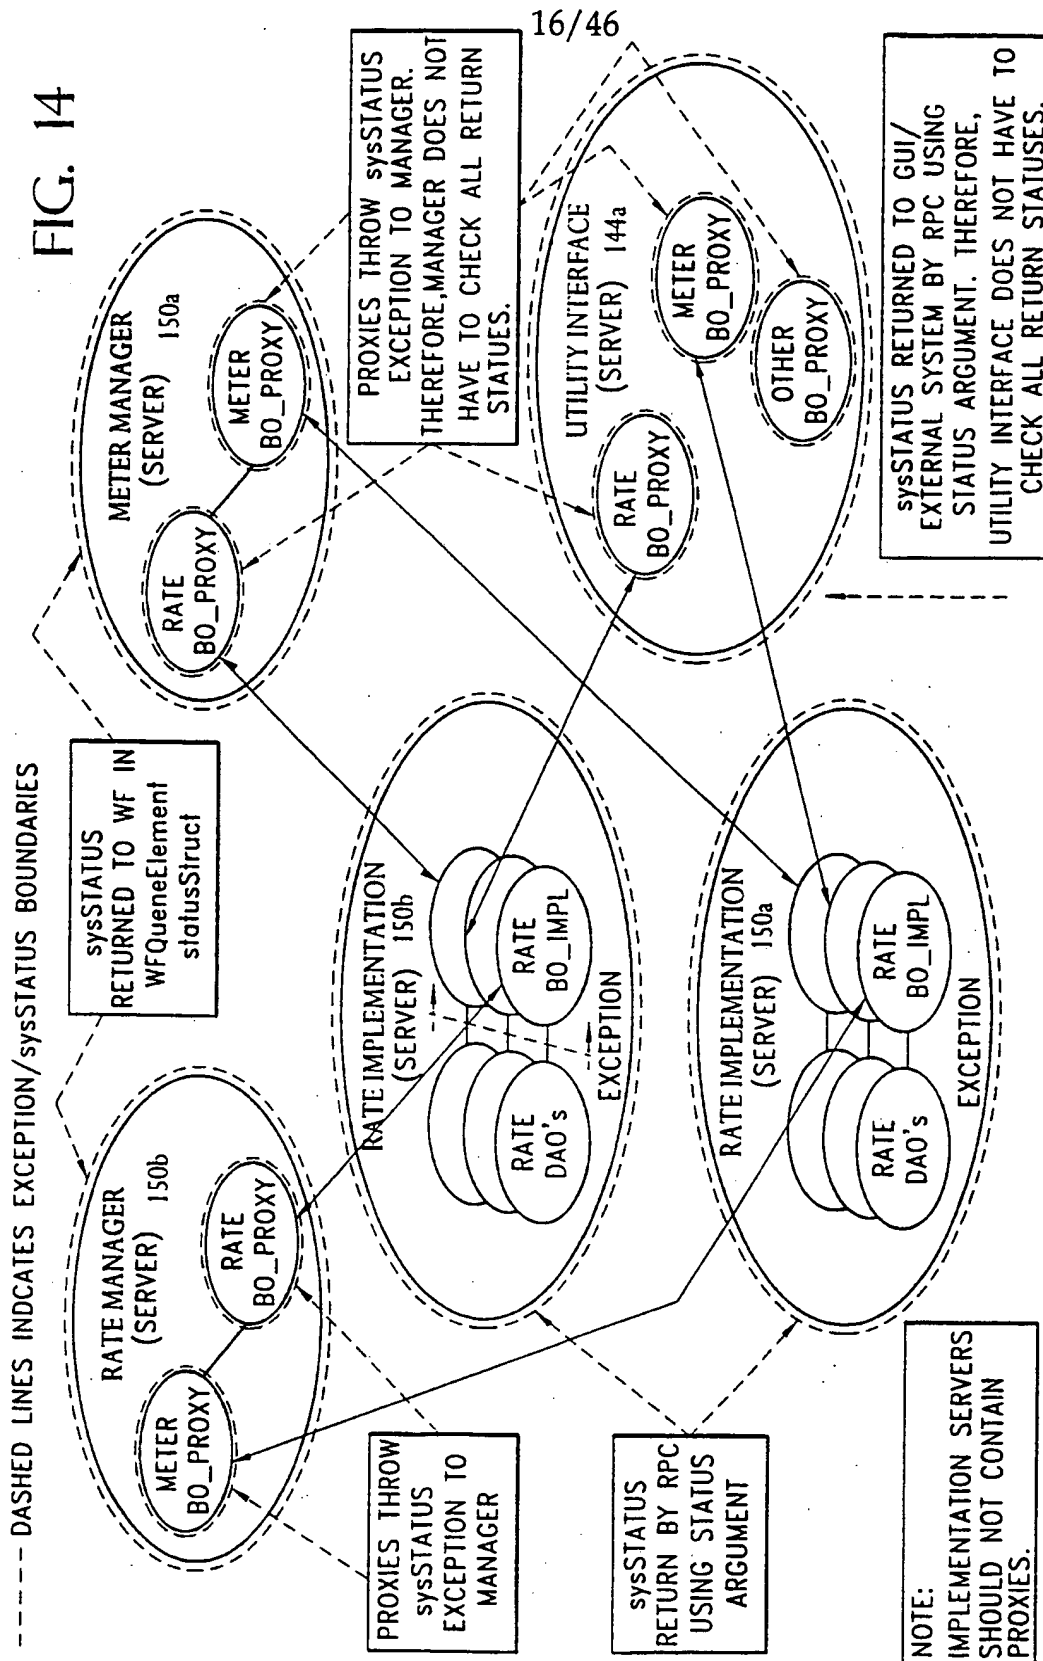 16/46
FIG. 14
----- DASHED LINES INDCATES EXCEPTION/sysSTATUS BOUNDARIES
RATE MANAGER
(SERVER) 150b
METER
BO_PROXY
RATE
BO_PROXY
sysSTATUS
RETURNED TO WF IN
WFQueneElement
statusStruct
METER MANAGER
(SERVER) 150a
RATE
BO_PROXY
METER
BO_PROXY
PROXIES THROW
sysSTATUS
EXCEPTION TO
MANAGER
RATE IMPLEMENTATION
(SERVER) 150b
RATE
DAO's
RATE
BO_IMPL
EXCEPTION
PROXIES THROW sysSTATUS
EXCEPTION TO MANAGER.
THEREFORE,MANAGER DOES NOT
HAVE TO CHECK ALL RETURN
STATUES.
sysSTATUS
RETURN BY RPC
USING STATUS
ARGUMENT
RATE IMPLEMENTATION
(SERVER) 150a
RATE
DAO's
RATE
BO_IMPL
EXCEPTION
UTILITY INTERFACE
(SERVER) 144a
RATE
BO_PROXY
METER
BO_PROXY
OTHER
BO_PROXY
NOTE:
IMPLEMENTATION SERVERS
SHOULD NOT CONTAIN
PROXIES.
sysSTATUS RETURNED TO GUI/
EXTERNAL SYSTEM BY RPC USING
STATUS ARGUMENT. THEREFORE,
UTILITY INTERFACE DOES NOT HAVE TO
CHECK ALL RETURN STATUSES.